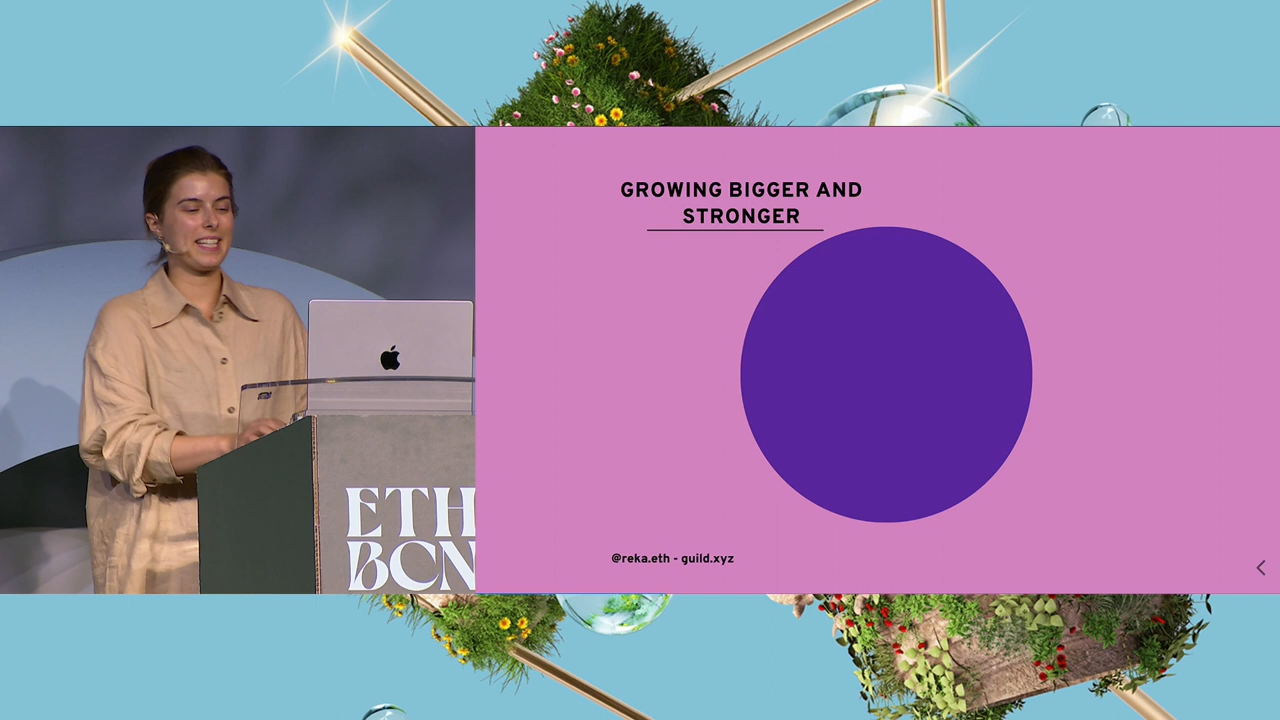 GROWING BIGGER AND
STRONGER
@reka.eth - guild.xyz
ETH
BCN